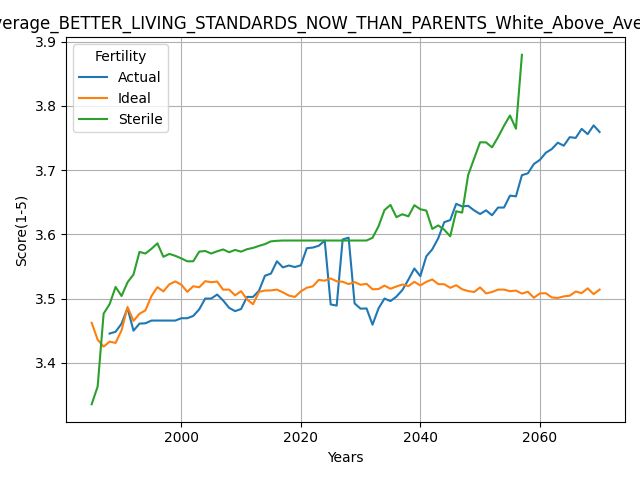 verage_BETTER_LIVING_STANDARDS_NOW_THAN_PARENTS_White_Above_Ave
Fertility
Actual
Ideal
Sterile
Score(1-5)
3.9
3.8
3.7
3.6
3.5
3.4
2000 2020 2040 2060
Years